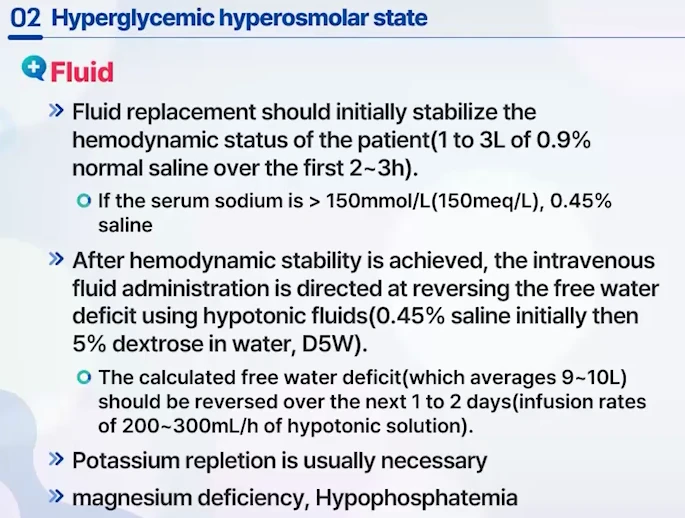 02 Hyperglycemic hyperosmolar state
Fluid
» Fluid replacement should initially stabilize the
hemodynamic status of the patient(1 to 3L of 0.9%
normal saline over the first 2~3h).
If the serum sodium is > 150mmol/L(150meq/L), 0.45%
saline
» After hemodynamic stability is achieved, the intravenous
fluid administration is directed at reversing the free water
deficit using hypotonic fluids(0.45% saline initially then
5% dextrose in water, D5W).
The calculated free water deficit(which averages 9~10L)
should be reversed over the next 1 to 2 days(infusion rates
of 200~300mL/h of hypotonic solution).
» Potassium repletion is usually necessary
» magnesium deficiency, Hypophosphatemia